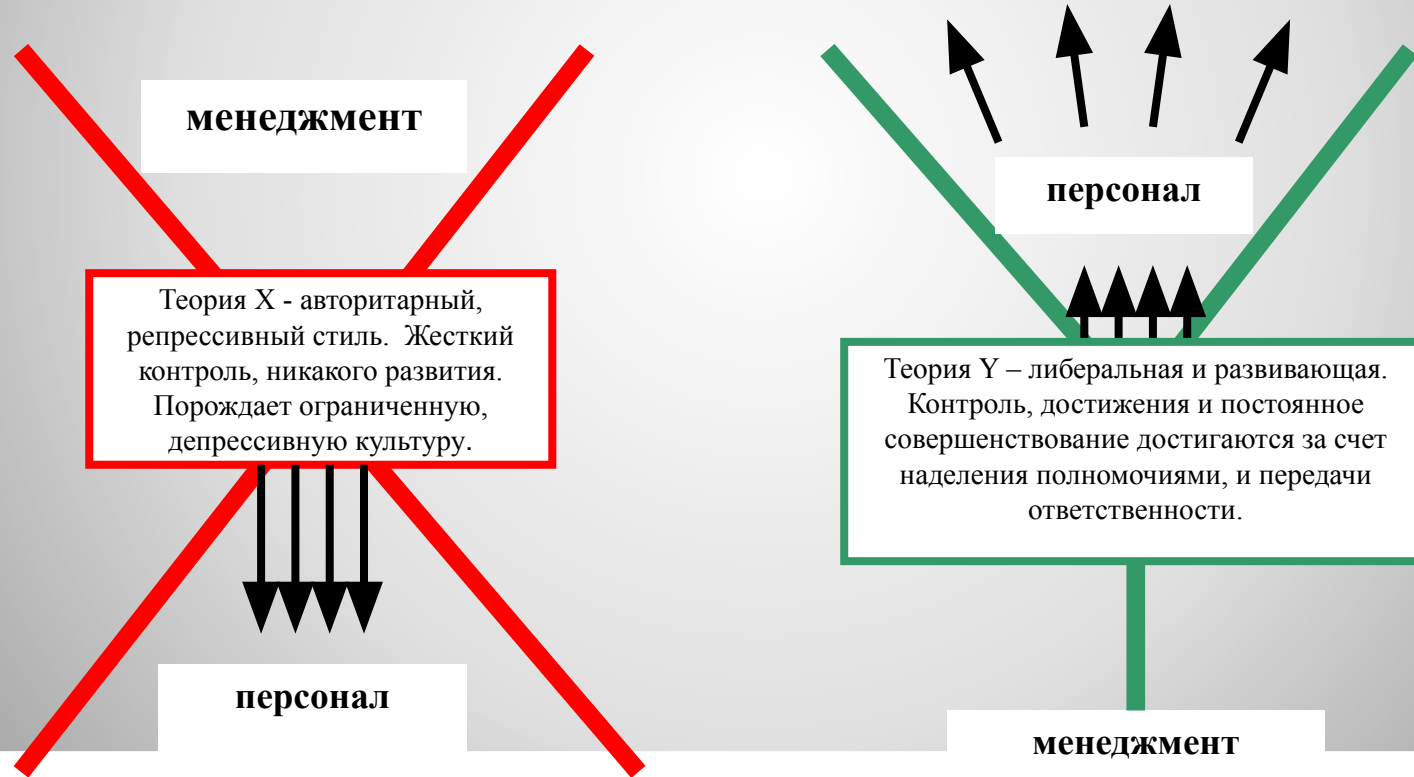 менеджмент
Теория X - авторитарный,
репрессивный стиль. Жесткий
контроль, никакого развития.
Порождает ограниченную,
депрессивную культуру.
персонал
персонал
Теория Y – либеральная и развивающая.
Контроль, достижения и постоянное
совершенствование достигаются за счет
наделения полномочиями, и передачи
ответственности.
менеджмент